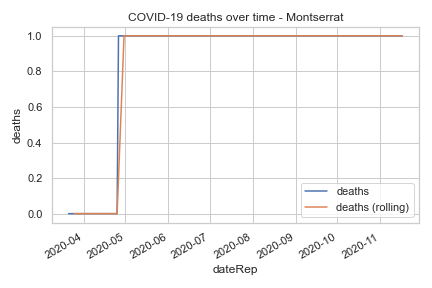 COVID-19 deaths over time - Montserrat
deaths
1.0
0.8
0.6
0.4
0.2
0.0
deaths
deaths (rolling)
2020-04
2020-05
2020-06
2020-07
2020-08
2020-09
2020-10
2020-11
dateRep